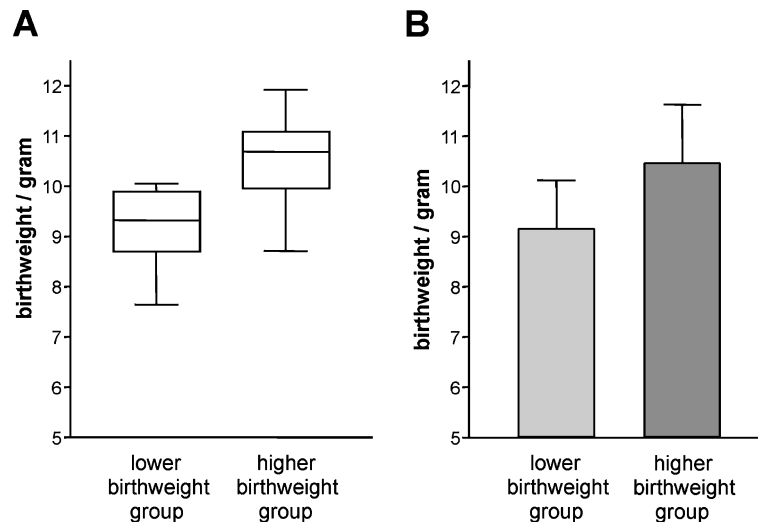 A
birthweight / gram
12
11
10
9
8
7
6
5
lower
birthweight
group
higher
birthweight
group
B
birthweight / gram
12
11
10
9
8
7
6
5
lower
birthweight
group
higher
birthweight
group